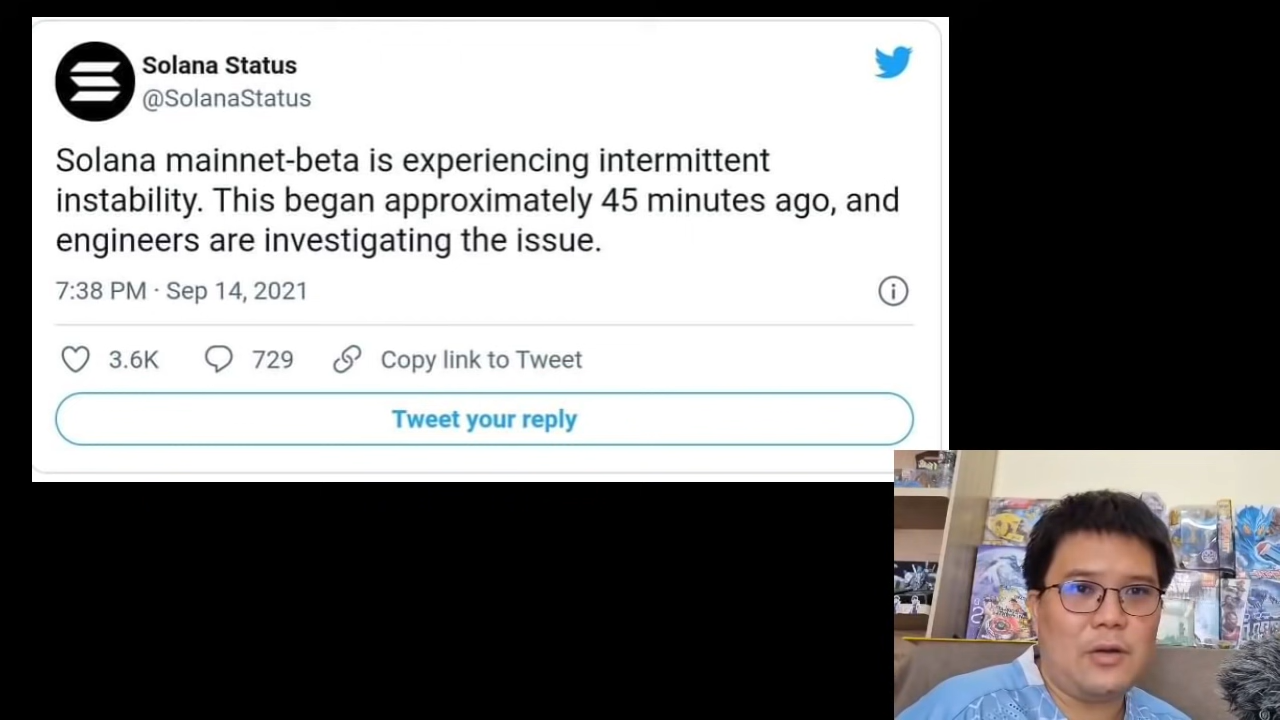 Solana Status
@SolanaStatus
Solana mainnet-beta is experiencing intermittent
instability. This began approximately 45 minutes ago, and
engineers are investigating the issue.
7:38 PM · Sep 14, 2021
3.6K 729 Copy link to Tweet
Tweet your reply